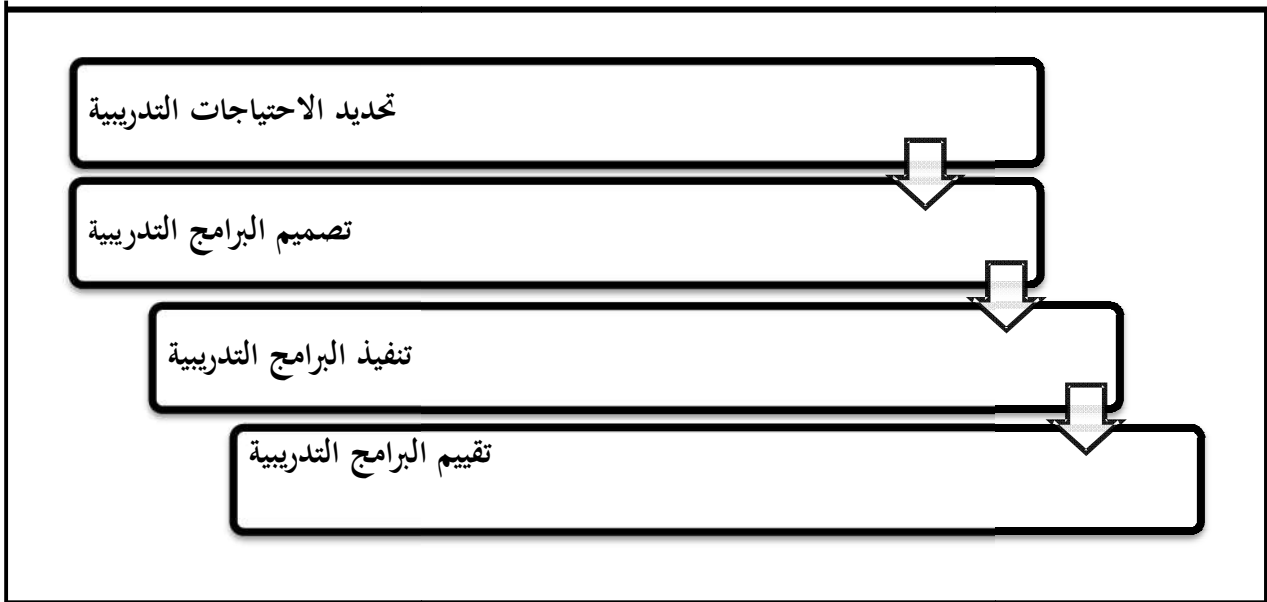 تحديد الاحتياجات التدريبية
تصميم البرامج التدريبية
تنفيذ البرامج التدريبية
تقييم البرامج التدريبية